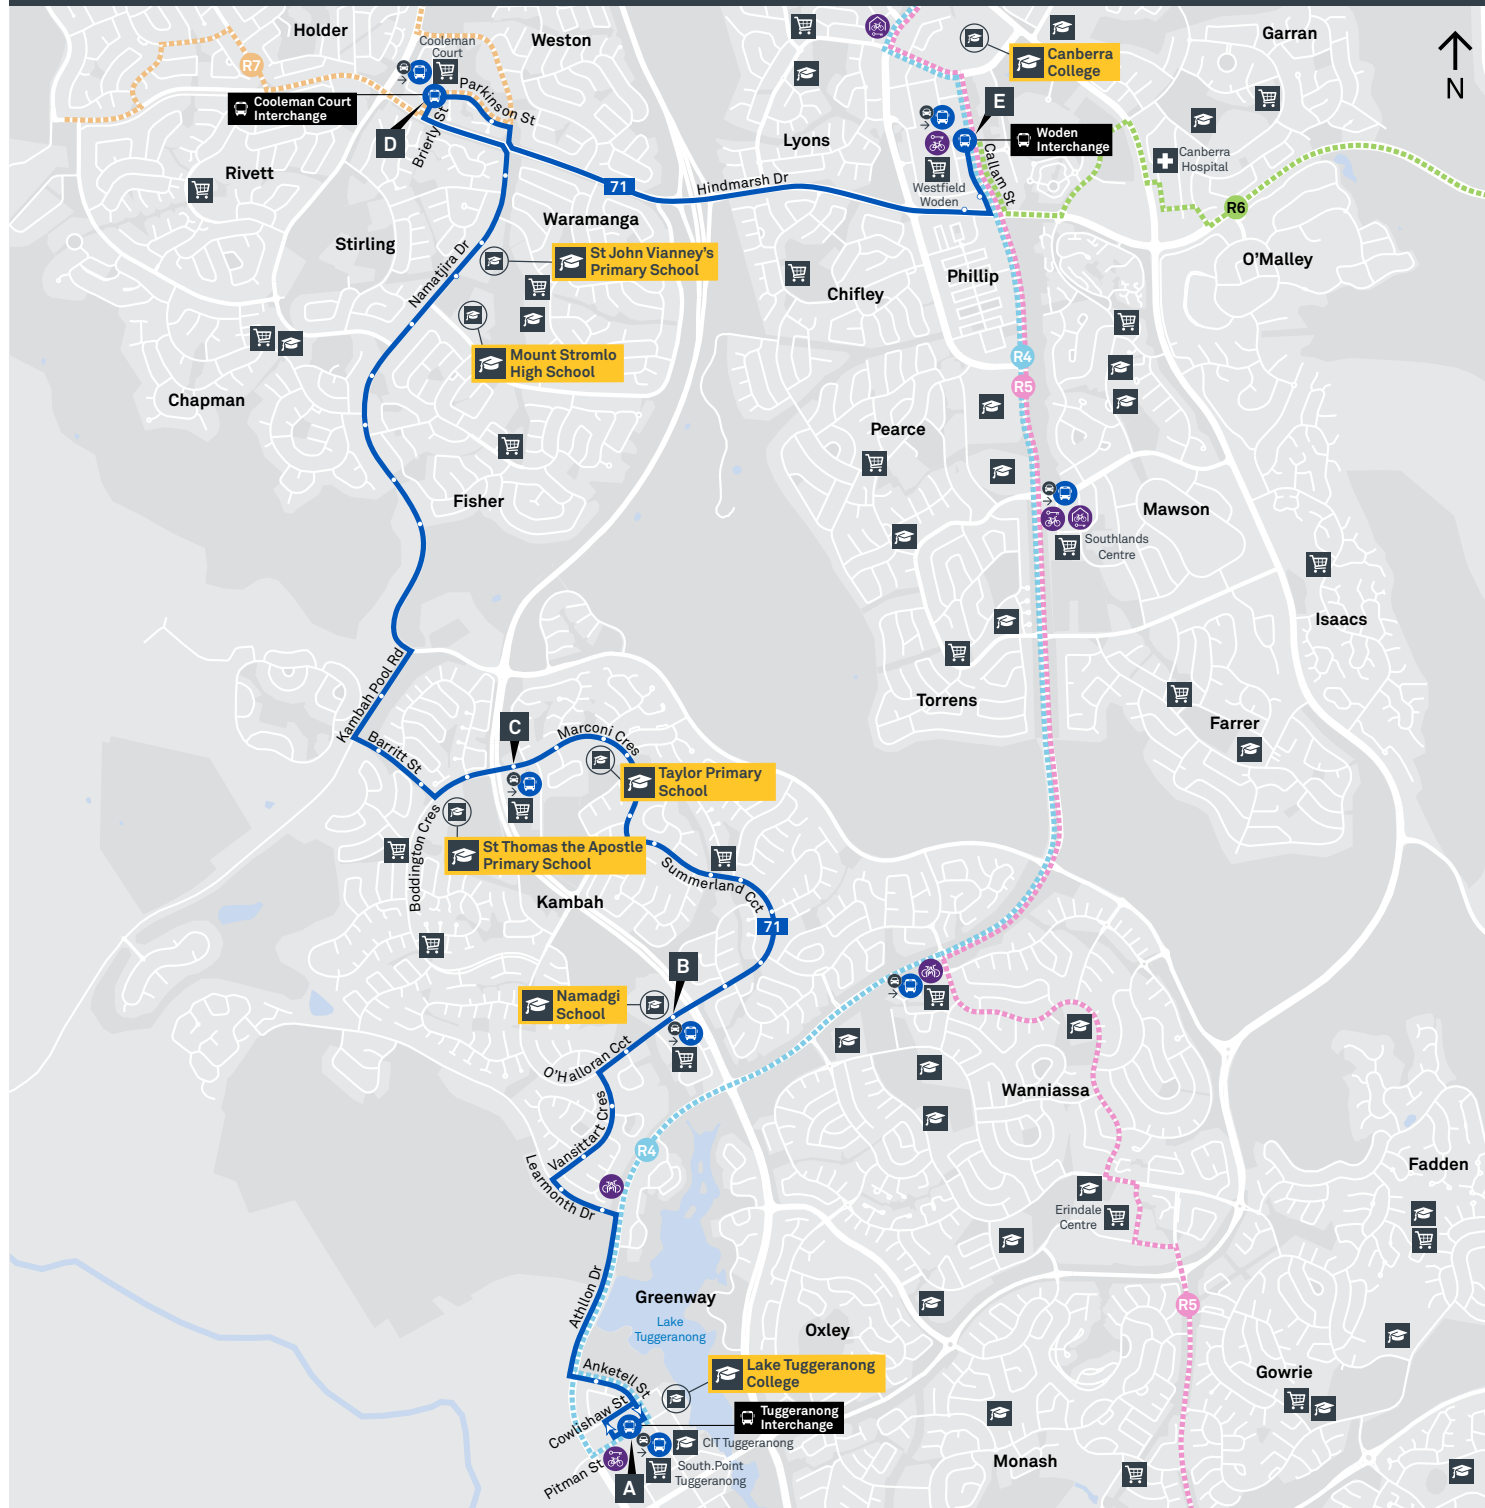 Holder
Cooleman
Court
Weston
Garran
Canberra
College
N
R7
Parkinson St
Cooleman Court
Interchange
D
Brierly St
E
Lyons
Woden
Interchange
Callam St
Canberra
Hospital
Rivett
71
Hindmarsh Dr
Westfield
Woden
R6
Waramanga
Stirling
Namatjira Dr
St John Vianney's
Primary School
O'Malley
Phillip
Chifley
Mount Stromlo
High School
R4
R5
Chapman
Pearce
Fisher
Mawson
Southlands
Centre
Isaacs
Kambah Pool Rd
Torrens
Farrer
C
Marconi Cres
Barritt St
Taylor Primary
School
Boddington Cres
St Thomas the Apostle
Primary School
Summerland Cct
Kambah
71
B
Namadgi
School
O'Halloran Cct
Wanniassa
Vansittart Cres
R4
Learmonth Dr
Fadden
Erindale
Centre
Athllon Dr
Greenway
R5
Lake
Tuggeranong
Oxley
Anketell St
Lake Tuggeranong
College
Gowrie
Cowlishaw St
Tuggeranong
Interchange
CIT Tuggeranong
Pitman St
A
South.Point
Tuggeranong
Monash